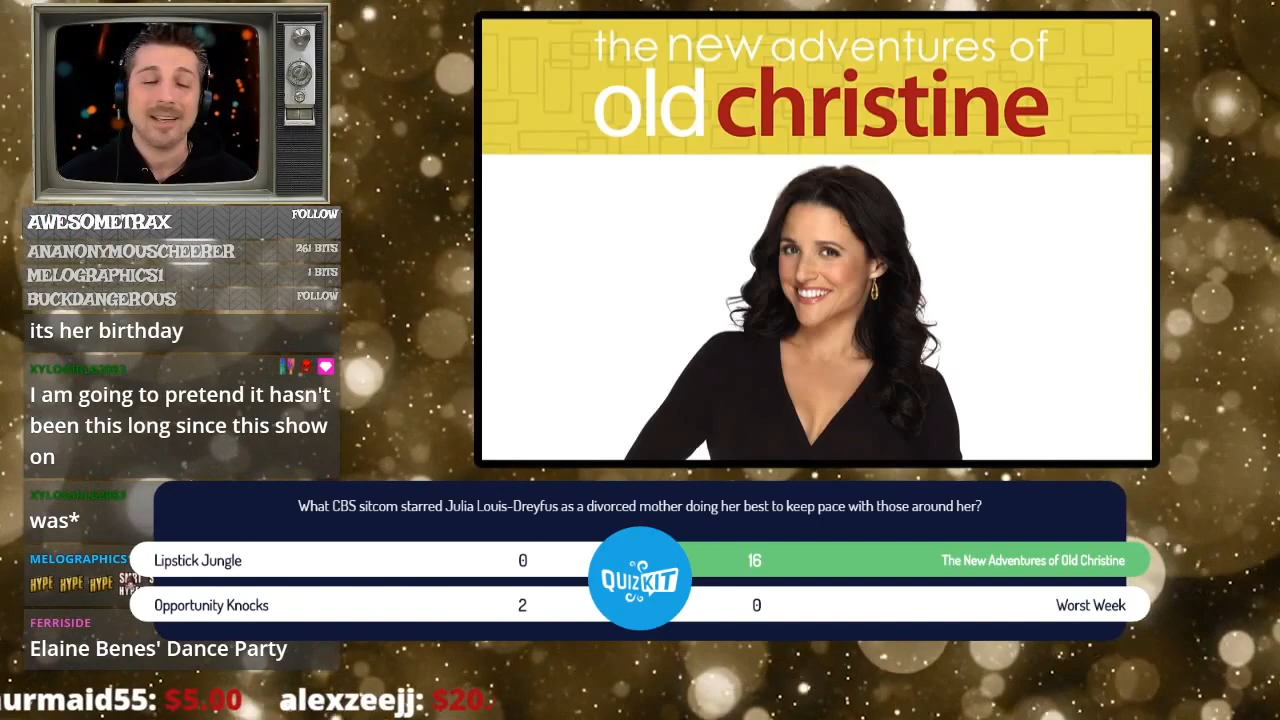 the new adventures of
old christine
AWESOMETRAX FOLLOW
ANANONYMOUSCHEERER 261 BITS
MELOGRAPHICS1 1 BITS
BUCKDANGEROUS FOLLOW
its her birthday
I am going to pretend it hasn't
been this long since this show
on
was*
MELOGRAPHICS
HYPE HYPE HYPE
FERRISIDE
Elaine Benes' Dance Party
What CBS sitcom starred Julia Louis-Dreyfus as a divorced mother doing her best to keep pace with those around her?
Lipstick Jungle 0
16 The New Adventures of Old Christine
QUIZKIT
Opportunity Knocks 2
0 Worst Week
urmaid55: $5.00 alexzeejj: $20.